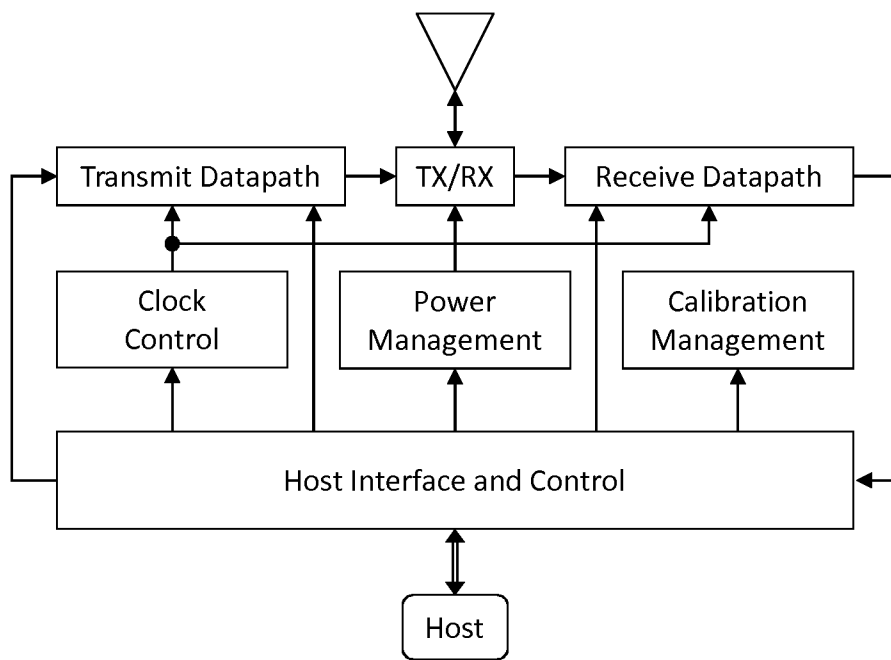 Transmit Datapath
TX/RX
Receive Datapath
Clock
Control
Power
Management
Calibration
Management
Host Interface and Control
Host